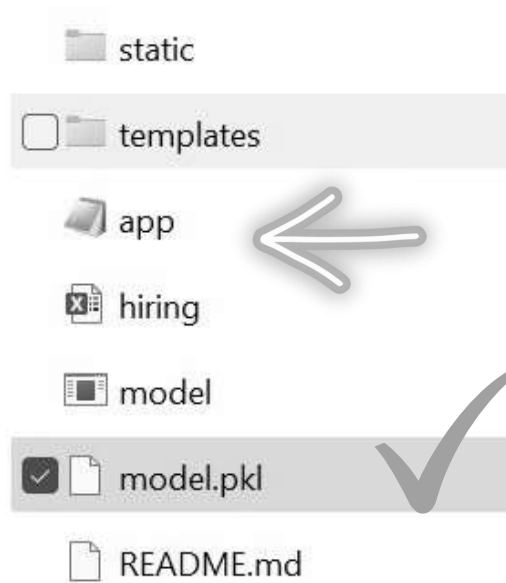 static
templates
app
hiring
model
model.pkl
README.md